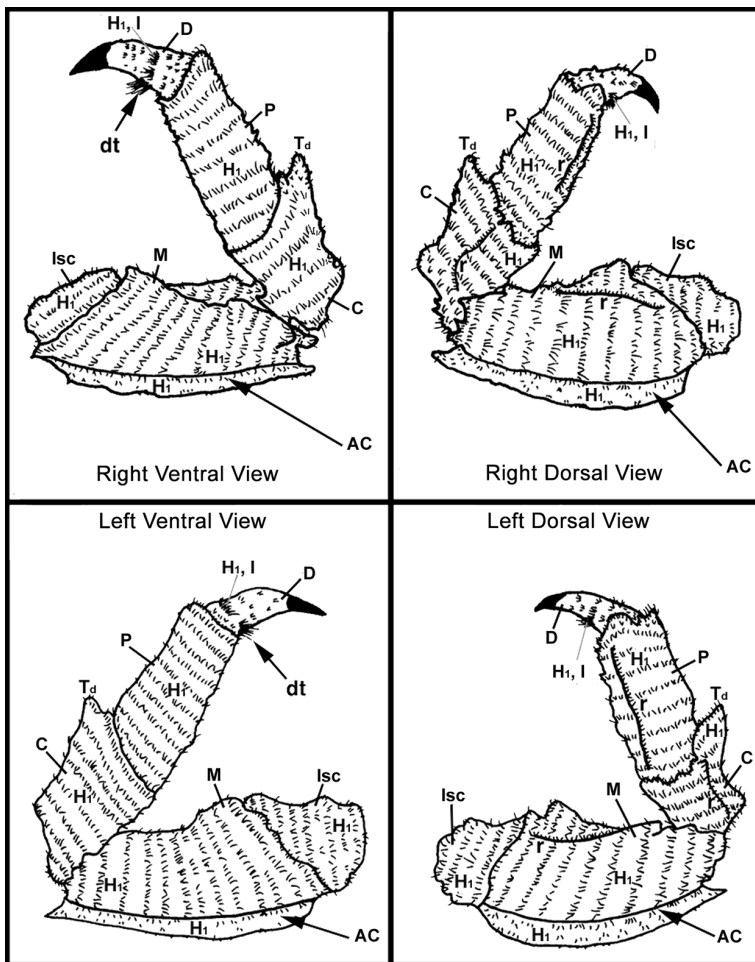 H1, I
D
dt
P
Td
H1
H1
Isc
M
H1
C
H1
H1
AC
Right Ventral View
D
P
H1, I
Td
H1
r
C
Isc
H1
M
r
H1
H1
H1
AC
Right Dorsal View
Left Ventral View
H1, I
D
P
dt
Td
H1
C
M
Isc
H1
H1
H1
H1
AC
Left Dorsal View
D
H1, I
H1
P
r
Td
H1
C
r
M
Isc
r
H1
H1
H1
AC